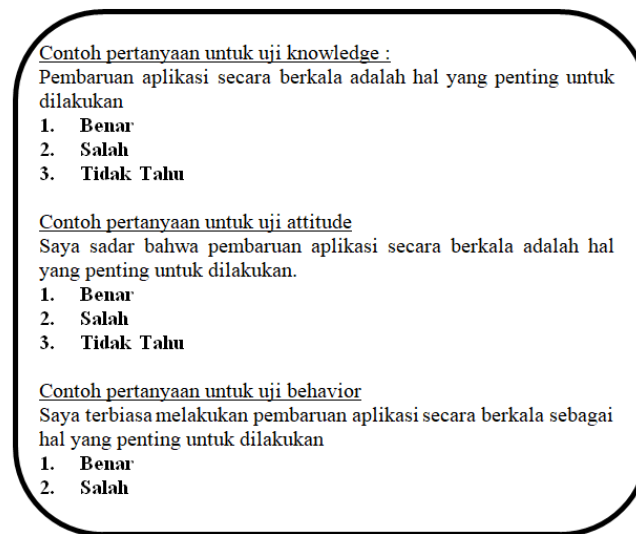 Contoh pertanyaan untuk uji knowledge :
Pembaruan aplikasi secara berkala adalah hal yang penting untuk
dilakukan
1. Benar
2. Salah
3. Tidak Tahu
Contoh pertanyaan untuk uji attitude
Saya sadar bahwa pembaruan aplikasi secara berkala adalah hal
yang penting untuk dilakukan.
1. Benar
2. Salah
3. Tidak Tahu
Contoh pertanyaan untuk uji behavior
Saya terbiasa melakukan pembaruan aplikasi secara berkala sebagai
hal yang penting untuk dilakukan
1. Benar
2. Salah